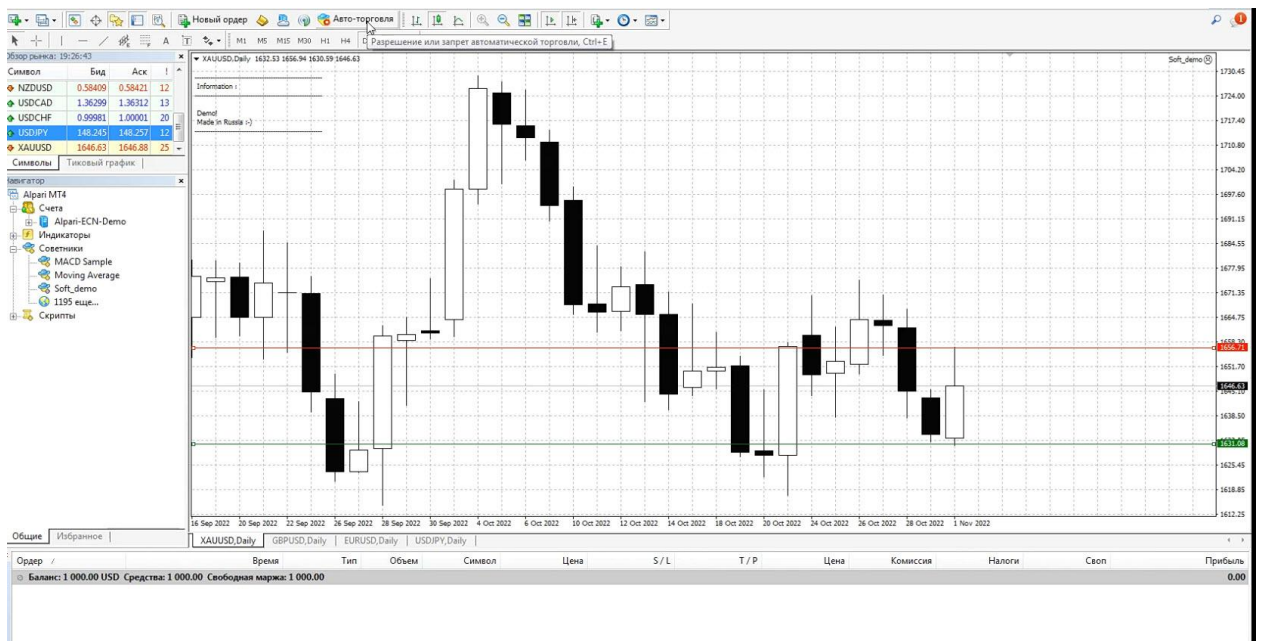 Новый ордер
Авто-торговля
A
T
M1 M5 M15 M30 H1 H4
Разрешение или запрет автоматической торговли, Ctrl+E
Обзор рынка: 19:26:43
Символ Бид Аск !
NZDUSD 0.58409 0.58421 12
USDCAD 1.36299 1.36312 13
USDCHF 0.99981 1.00001 20
USDJPY 148.245 148.257 12
XAUUSD 1646.63 1646.88 25
Символы Тиковый график
Навигатор
Alpari MT4
Счета
Alpari-ECN-Demo
Индикаторы
Советники
MACD Sample
Moving Average
Soft_demo
1195 еще...
Скрипты
Общие Избранное
XAUUSD,Daily 1632.53 1656.94 1630.59 1646.63
Soft_demo
Information :
Demo!
Made in Russia :-)
1730.45
1724.00
1717.40
1710.80
1704.20
1697.60
1691.15
1684.55
1677.95
1671.35
1664.75
1658.30
1656.71
1651.70
1646.63
1645.10
1638.50
1631.08
1625.45
1618.85
1612.25
16 Sep 2022 20 Sep 2022 22 Sep 2022 26 Sep 2022 28 Sep 2022 30 Sep 2022 4 Oct 2022 6 Oct 2022 10 Oct 2022 12 Oct 2022 14 Oct 2022 18 Oct 2022 20 Oct 2022 24 Oct 2022 26 Oct 2022 28 Oct 2022 1 Nov 2022
XAUUSD,Daily GBPUSD,Daily EURUSD,Daily USDJPY,Daily
Ордер Время Тип Объем Символ Цена S / L T / P Цена Комиссия Налоги Своп Прибыль
Баланс: 1 000.00 USD Средства: 1 000.00 Свободная маржа: 1 000.00 0.00